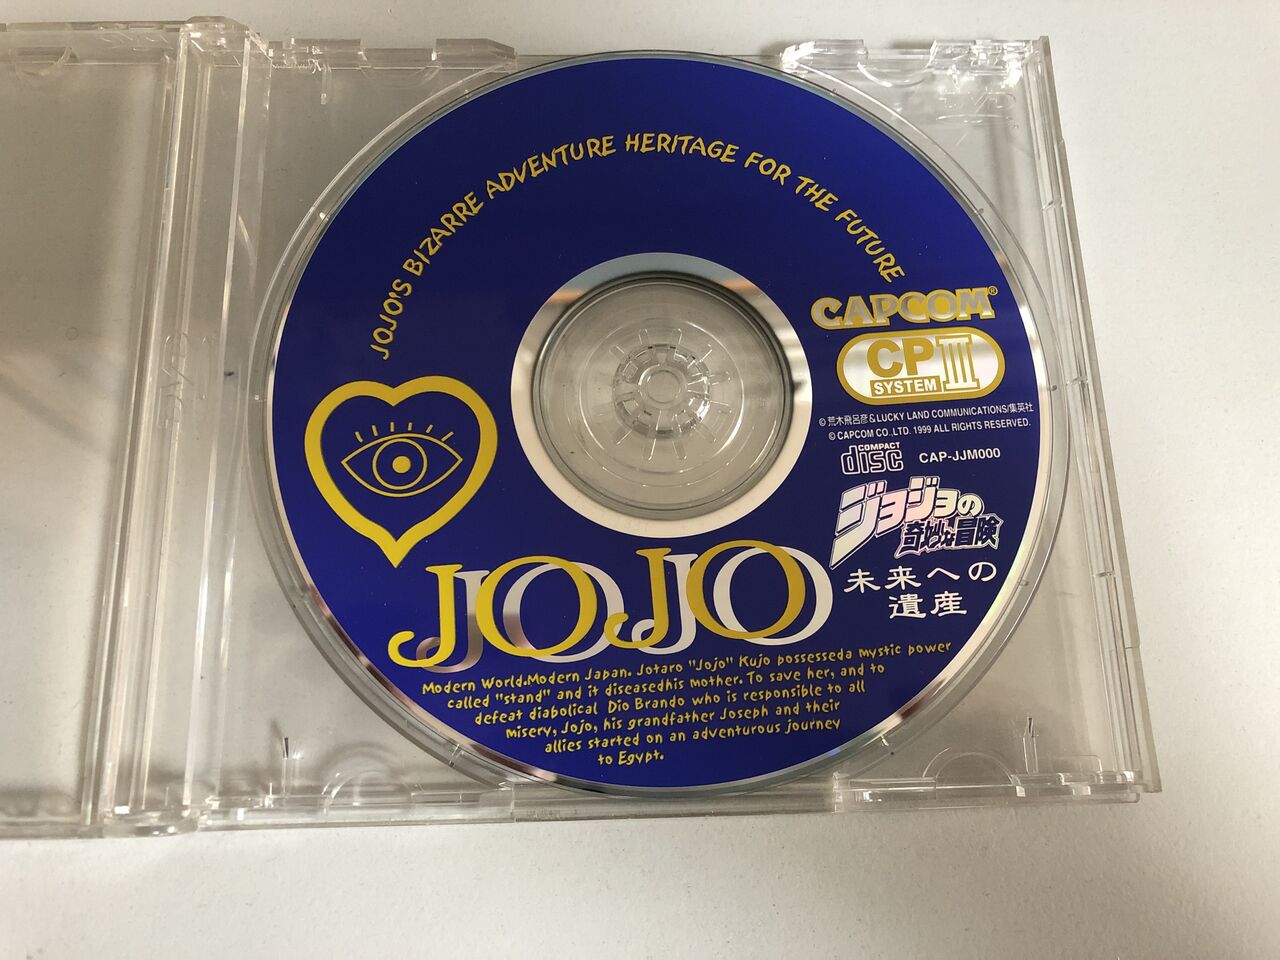 JOJO'S BIZARRE ADVENTURE HERITAGE FOR THE FUTURE
CAPCOM®
CP III
SYSTEM
© 荒木飛呂彦 & LUCKY LAND COMMUNICATIONS/集英社
© CAPCOM CO., LTD. 1999 ALL RIGHTS RESERVED.
COMPACT
disc
CAP-JJM000
ジョジョの
奇妙な冒険
未来への
遺産
JOJO
Modern World.Modern Japan. Jotaro "Jojo" Kujo possesseda mystic power
called "stand" and it diseasedhis mother. To save her, and to
defeat diabolical Dio Brando who is responsible to all
misery, Jojo, his grandfather Joseph and their
allies started on an adventurous journey
to Egypt.